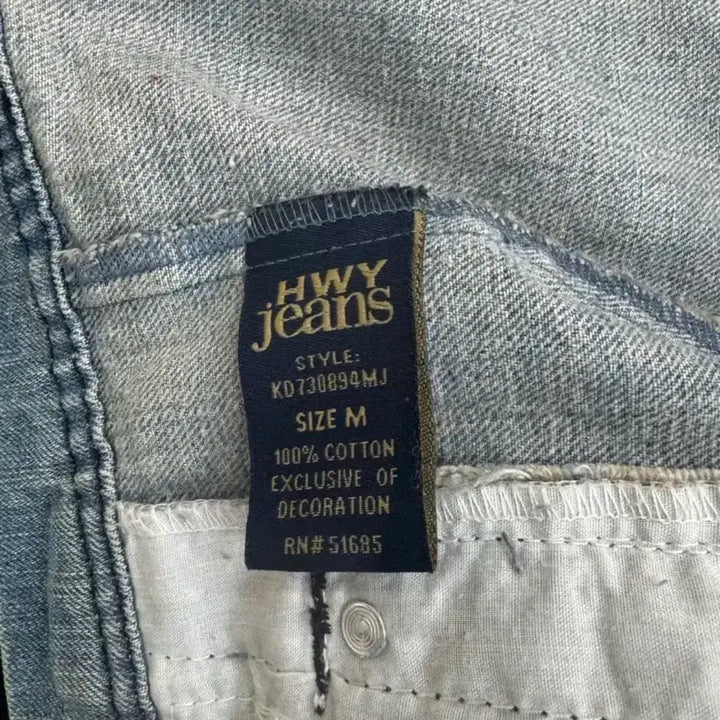 HWY
jeans
STYLE:
KD730894MJ
SIZE M
100% COTTON
EXCLUSIVE OF
DECORATION
RN# 51685